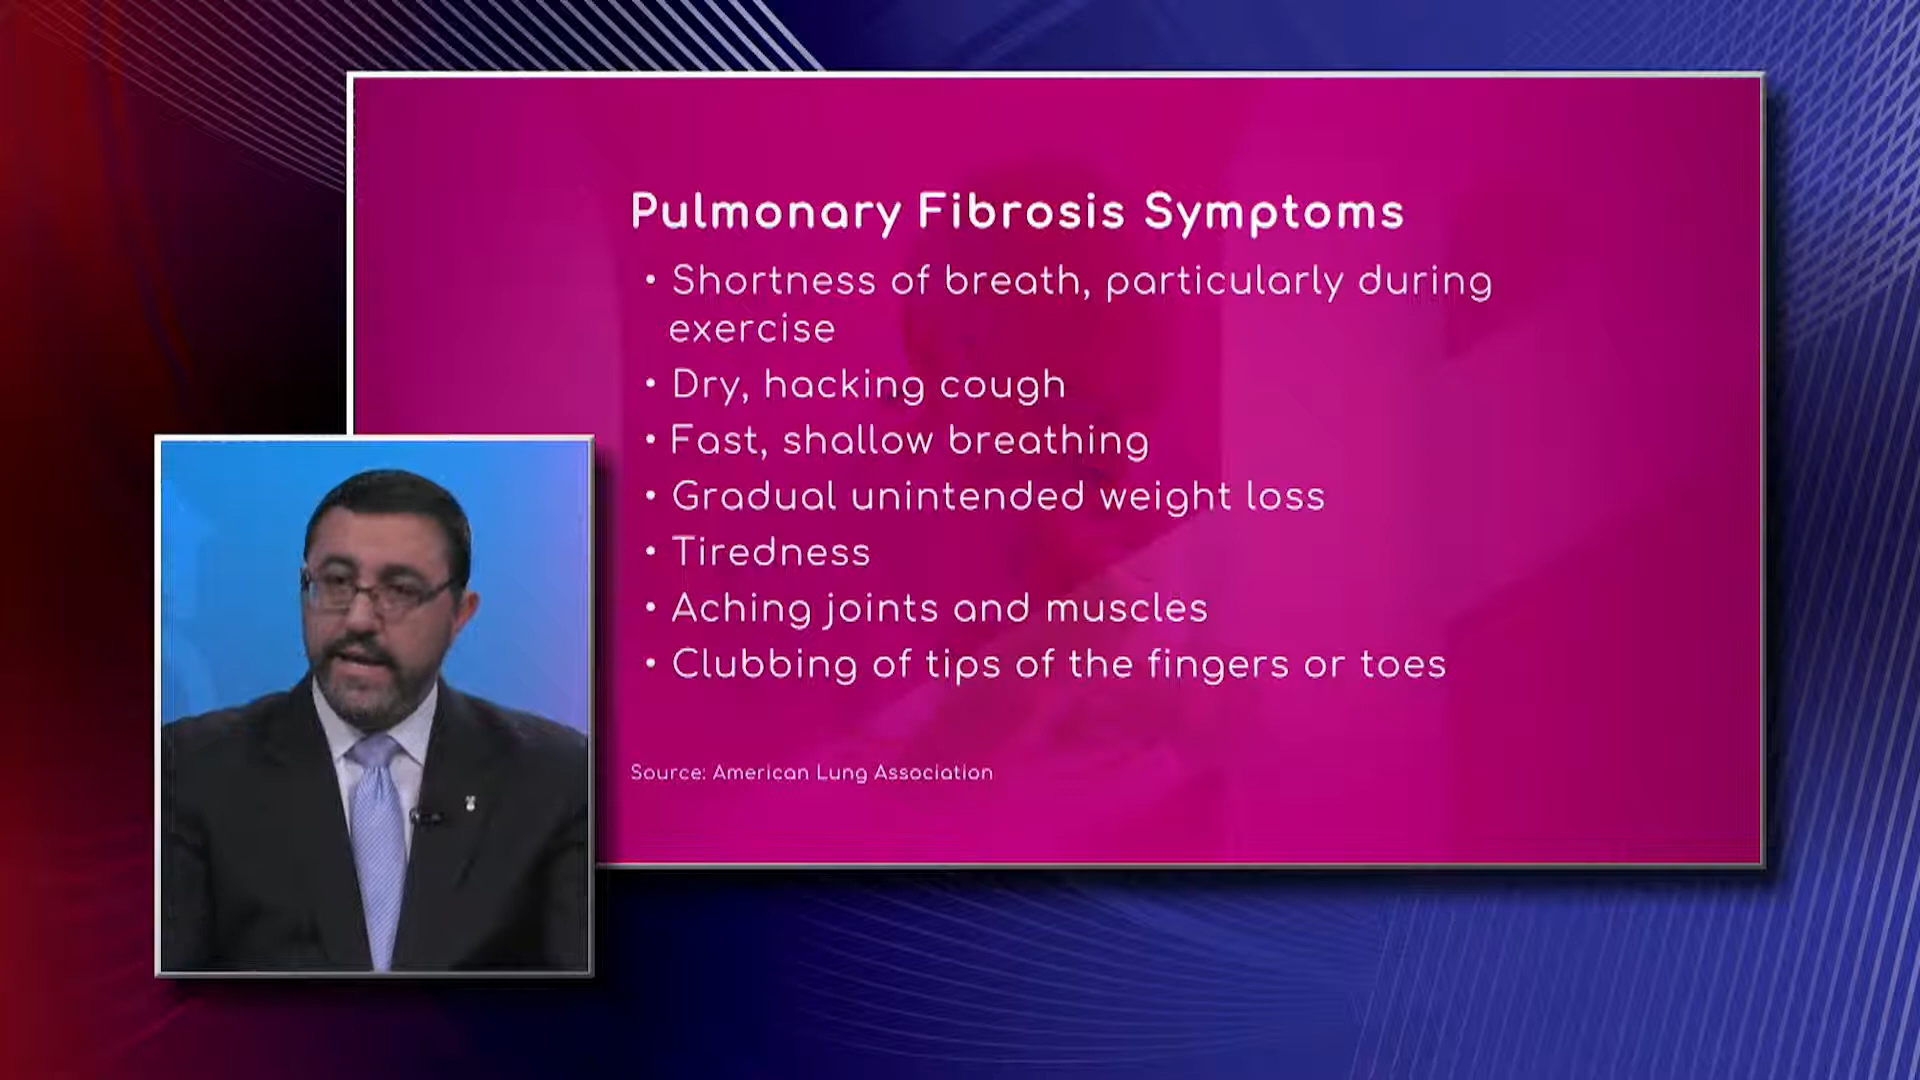 Pulmonary Fibrosis Symptoms
• Shortness of breath, particularly during
exercise
• Dry, hacking cough
• Fast, shallow breathing
• Gradual unintended weight loss
• Tiredness
• Aching joints and muscles
• Clubbing of tips of the fingers or toes
Source: American Lung Association